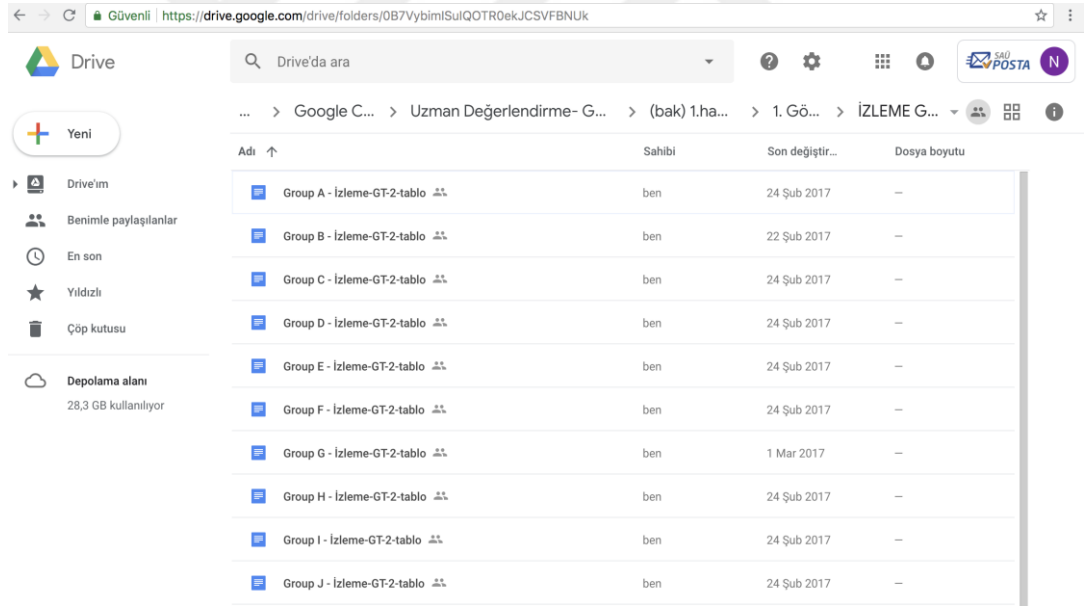 Güvenli | https://drive.google.com/drive/folders/0B7VybimISuIQOTR0ekJCSVFBNUk
Drive
Drive'da ara
SAÜ POSTA
N
... > Google C... > Uzman Değerlendirme- G... > (bak) 1.ha... > 1. Gö... > İZLEME G...
Yeni
Adı Sahibi Son değiştir... Dosya boyutu
Drive'ım
Benimle paylaşılanlar
En son
Yıldızlı
Çöp kutusu
Depolama alanı
28,3 GB kullanılıyor
Group A - İzleme-GT-2-tablo ben 24 Şub 2017 —
Group B - İzleme-GT-2-tablo ben 22 Şub 2017 —
Group C - İzleme-GT-2-tablo ben 24 Şub 2017 —
Group D - İzleme-GT-2-tablo ben 24 Şub 2017 —
Group E - İzleme-GT-2-tablo ben 24 Şub 2017 —
Group F - İzleme-GT-2-tablo ben 24 Şub 2017 —
Group G - İzleme-GT-2-tablo ben 1 Mar 2017 —
Group H - İzleme-GT-2-tablo ben 24 Şub 2017 —
Group I - İzleme-GT-2-tablo ben 24 Şub 2017 —
Group J - İzleme-GT-2-tablo ben 24 Şub 2017 —